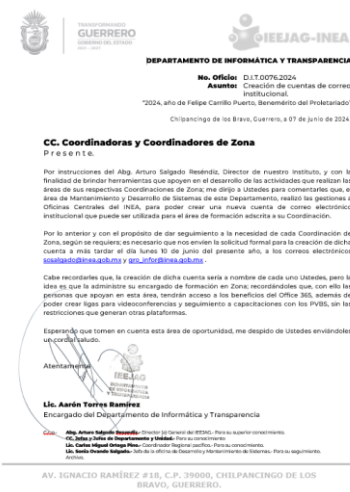 TRANSFORMANDO
GUERRERO
GOBIERNO DEL ESTADO
IEEJAG-INEA
DEPARTAMENTO DE INFORMÁTICA Y TRANSPARENCIA
No. Oficio: D.I.T.0076.2024
Asunto: Creación de cuentas de correo
institucional.
"2024, año de Felipe Carrillo Puerto, Benemérito del Proletariado"
Chilpancingo de los Bravo, Guerrero, a 07 de junio de 2024
CC. Coordinadoras y Coordinadores de Zona
P r e s e n t e.
Por instrucciones del Abg. Arturo Salgado Reséndiz, Director de nuestro Instituto, y con la
finalidad de brindar herramientas que apoyen en el desarrollo de las actividades que realizan las
áreas de sus respectivas Coordinaciones de Zona; me dirijo a Ustedes para comentarles que, el
área de Mantenimiento y Desarrollo de Sistemas de este Departamento, realizó las gestiones a
Oficinas Centrales del INEA, para poder crear una nueva cuenta de correo electrónico
institucional que puede ser utilizada para el área de formación adscrita a su Coordinación.
Por lo anterior y con el propósito de dar seguimiento a la necesidad de cada Coordinación de
Zona, según se requiera; es necesario que nos envíen la solicitud formal para la creación de dicha
cuenta a más tardar el día lunes 10 de junio del presente año, a los correos electrónicos
sosalgado@inea.gob.mx y gro_infor@inea.gob.mx .
Cabe recordarles que, la creación de dicha cuenta sería a nombre de cada uno Ustedes, pero la
idea es que la administre su encargado de formación en Zona; recordándoles que, con ello las
personas que apoyan en esta área, tendrán acceso a los beneficios del Office 365, además de
poder crear ligas para videoconferencias y seguimiento a capacitaciones con los PVBS, sin las
restricciones que generan otras plataformas.
Esperando que tomen en cuenta esta área de oportunidad, me despido de Ustedes enviándoles
un cordial saludo.
Atentamente
IEEJAG
Lic. Aarón Torres Ramírez
Encargado del Departamento de Informática y Transparencia
Abg. Arturo Salgado Reséndiz.- Director General del IEEJAG.- Para su superior conocimiento.
CC. Jefas y Jefes de Departamento y Unidad.- Para su conocimiento
Lic. Carlos Miguel Ortega Pino.- Coordinador Regional pacífico.- Para su conocimiento.
Lic. Sonia Ovando Salgado.- Jefa de la oficina de Desarrollo y Mantenimiento de Sistemas.- Para su seguimiento.
Archivo.
AV. IGNACIO RAMÍREZ #18, C.P. 39000, CHILPANCINGO DE LOS
BRAVO, GUERRERO.